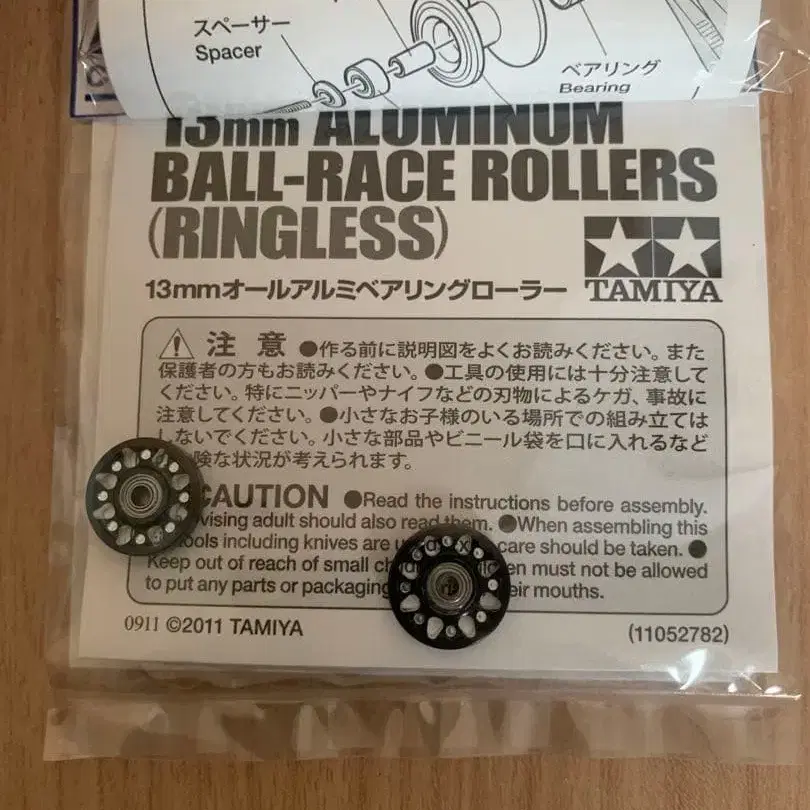 スペーサー
Spacer
ベアリング
Bearing
13mm ALUMINUM
BALL-RACE ROLLERS
(RINGLESS)
13mmオールアルミベアリングローラー
TAMIYA
注 意 ●作る前に説明図をよくお読みください。また
保護者の方もお読みください。●工具の使用には十分注意して
ください。特にニッパーやナイフなどの刃物によるケガ、事故に
注意してください。●小さなお子様のいる場所での組み立ては
しないでください。小さな部品やビニール袋を口に入れるなど
険な状況が考えられます。
CAUTION ●Read the instructions before assembly.
vising adult should also read them. ●When assembling this
tools including knives are care should be taken. ●
Keep out of reach of small must not be allowed
to put any parts or packaging their mouths.
0911 ©2011 TAMIYA
(11052782)